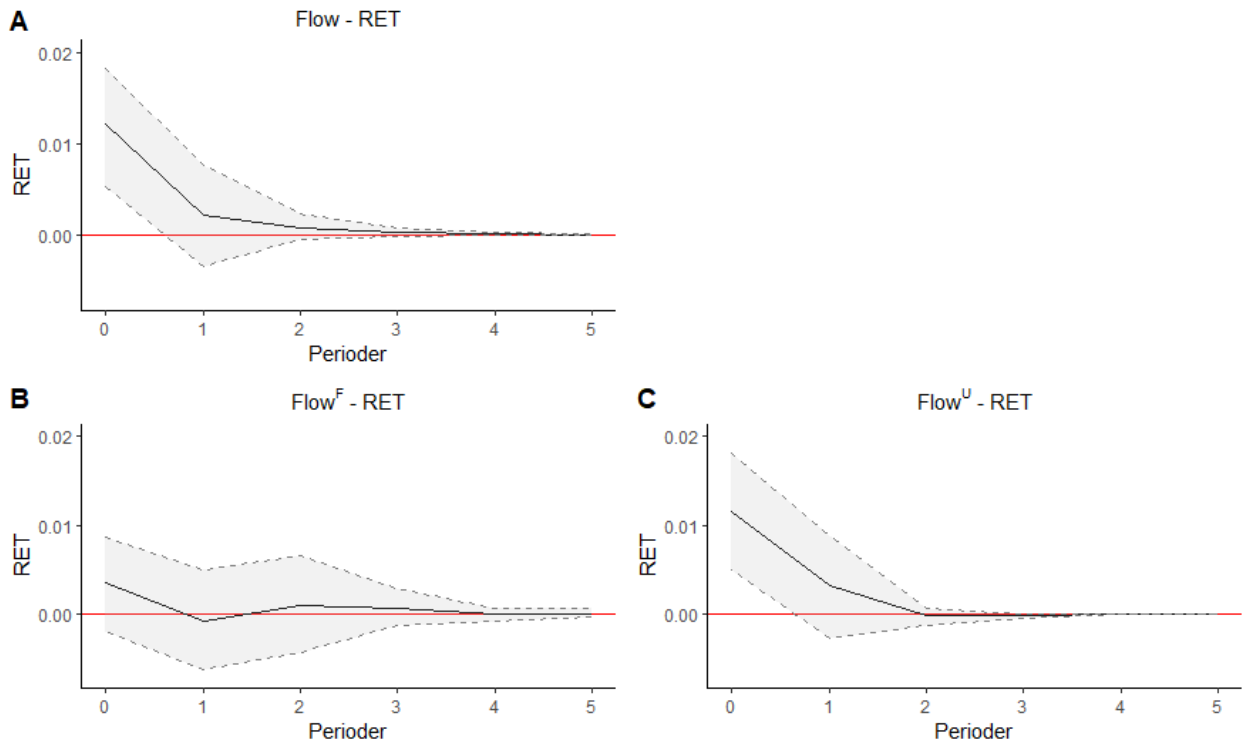 A
Flow - RET
0.02
0.01
0.00
RET
0 1 2 3 4 5
Perioder
B
Flow^F - RET
0.02
0.01
0.00
RET
0 1 2 3 4 5
Perioder
C
Flow^U - RET
0.02
0.01
0.00
RET
0 1 2 3 4 5
Perioder